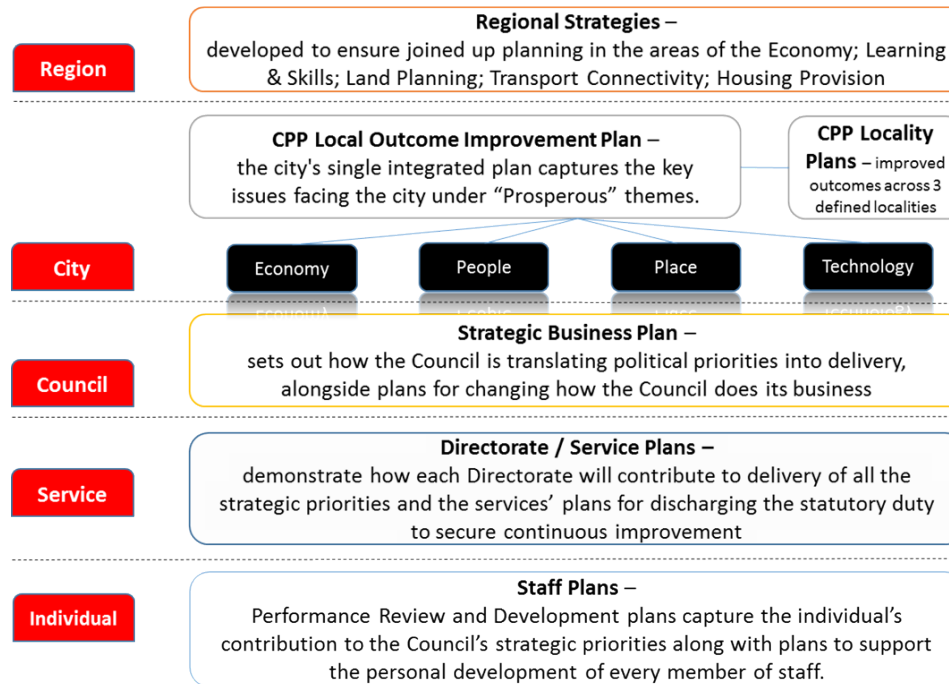 Region
Regional Strategies –
developed to ensure joined up planning in the areas of the Economy; Learning
& Skills; Land Planning; Transport Connectivity; Housing Provision
CPP Local Outcome Improvement Plan –
the city's single integrated plan captures the key
issues facing the city under “Prosperous” themes.
CPP Locality
Plans – improved
outcomes across 3
defined localities
City
Economy
People
Place
Technology
Council
Strategic Business Plan –
sets out how the Council is translating political priorities into delivery,
alongside plans for changing how the Council does its business
Service
Directorate / Service Plans –
demonstrate how each Directorate will contribute to delivery of all the
strategic priorities and the services’ plans for discharging the statutory duty
to secure continuous improvement
Individual
Staff Plans –
Performance Review and Development plans capture the individual’s
contribution to the Council’s strategic priorities along with plans to support
the personal development of every member of staff.